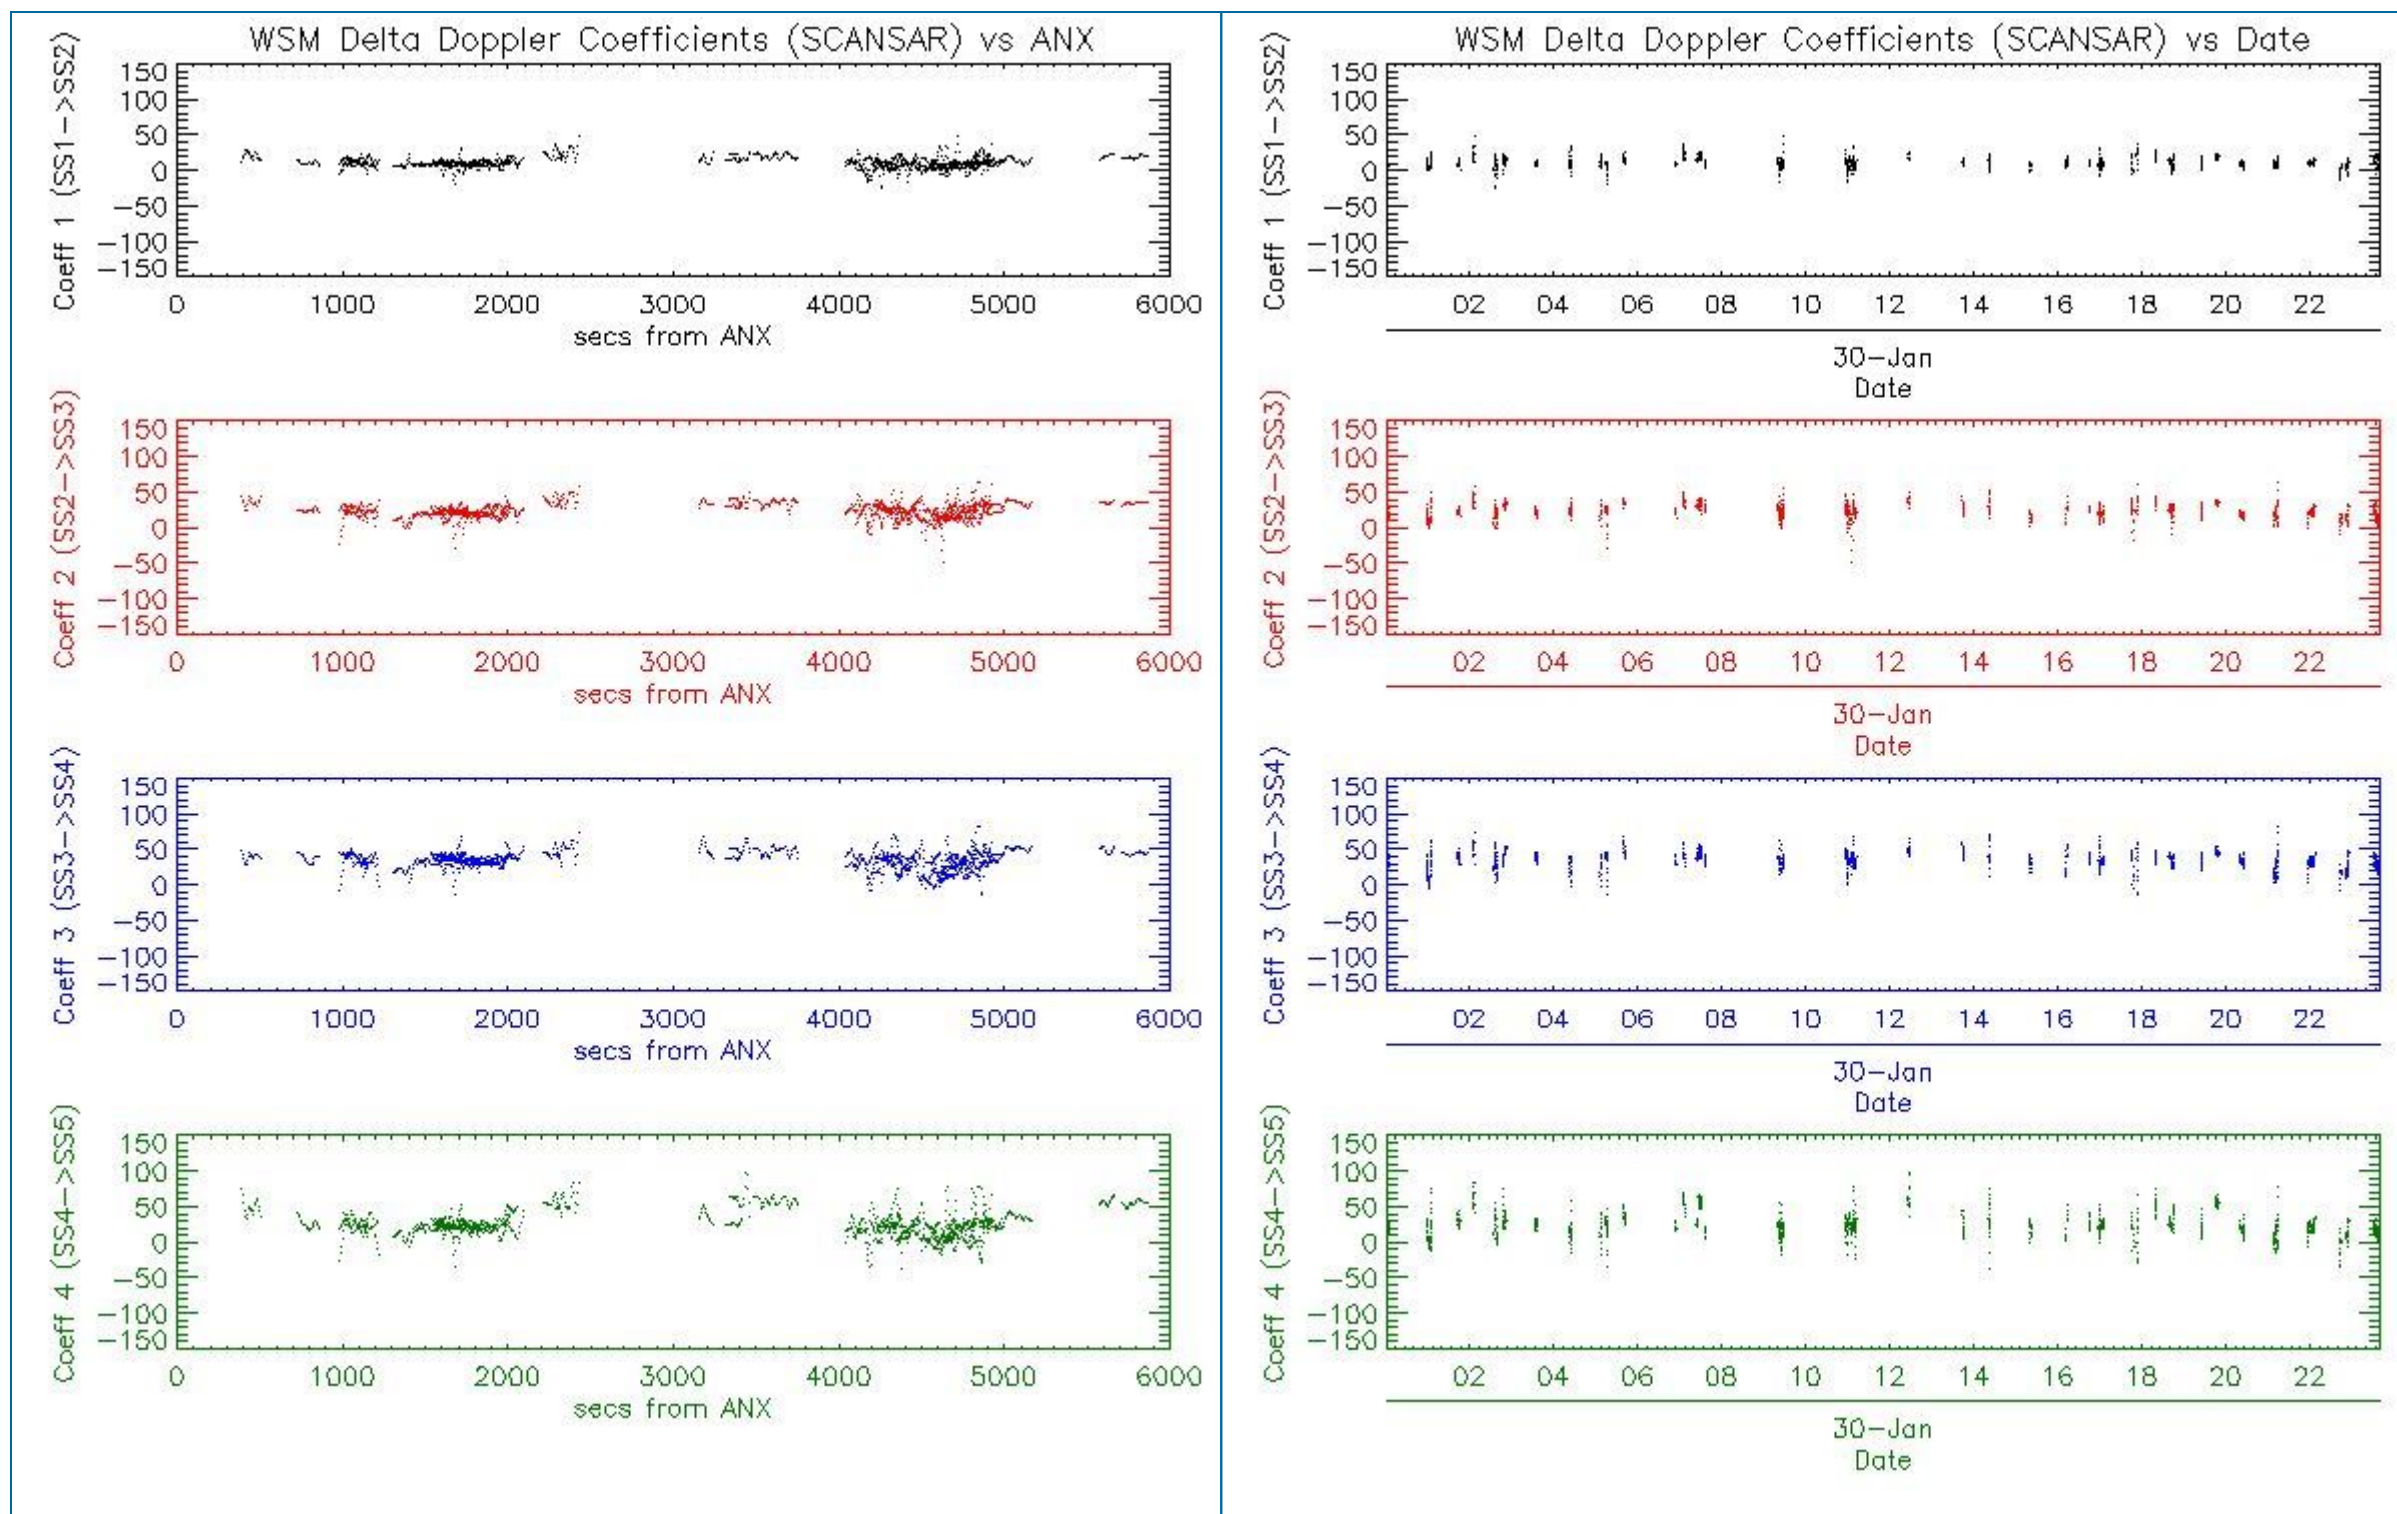 WSM Delta Doppler Coefficients (SCANSAR) vs ANX
Coeff 1 (SS1->SS2)
150
100
50
0
-50
-100
-150
0 1000 2000 3000 4000 5000 6000
secs from ANX
Coeff 2 (SS2->SS3)
150
100
50
0
-50
-100
-150
0 1000 2000 3000 4000 5000 6000
secs from ANX
Coeff 3 (SS3->SS4)
150
100
50
0
-50
-100
-150
0 1000 2000 3000 4000 5000 6000
secs from ANX
Coeff 4 (SS4->SS5)
150
100
50
0
-50
-100
-150
0 1000 2000 3000 4000 5000 6000
secs from ANX
WSM Delta Doppler Coefficients (SCANSAR) vs Date
Coeff 1 (SS1->SS2)
150
100
50
0
-50
-100
-150
02 04 06 08 10 12 14 16 18 20 22
30-Jan
Date
Coeff 2 (SS2->SS3)
150
100
50
0
-50
-100
-150
02 04 06 08 10 12 14 16 18 20 22
30-Jan
Date
Coeff 3 (SS3->SS4)
150
100
50
0
-50
-100
-150
02 04 06 08 10 12 14 16 18 20 22
30-Jan
Date
Coeff 4 (SS4->SS5)
150
100
50
0
-50
-100
-150
02 04 06 08 10 12 14 16 18 20 22
30-Jan
Date